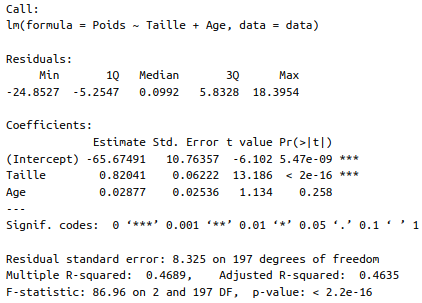 Call:
lm(formula = Poids ~ Taille + Age, data = data)
Residuals:
Min 1Q Median 3Q Max
-24.8527 -5.2547 0.0992 5.8328 18.3954
Coefficients:
Estimate Std. Error t value Pr(>|t|)
(Intercept) -65.67491 10.76357 -6.102 5.47e-09 ***
Taille 0.82041 0.06222 13.186 < 2e-16 ***
Age 0.02877 0.02536 1.134 0.258
---
Signif. codes: 0 ‘***’ 0.001 ‘**’ 0.01 ‘*’ 0.05 ‘.’ 0.1 ‘ ’ 1
Residual standard error: 8.325 on 197 degrees of freedom
Multiple R-squared: 0.4689, Adjusted R-squared: 0.4635
F-statistic: 86.96 on 2 and 197 DF, p-value: < 2.2e-16